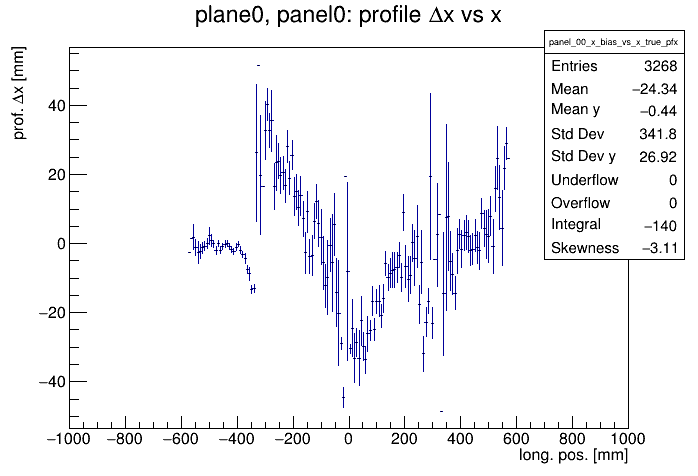 plane0, panel0: profile Δx vs x
panel_00_x_bias_vs_x_true_pfx
Entries 3268
Mean −24.34
Mean y −0.44
Std Dev 341.8
Std Dev y 26.92
Underflow 0
Overflow 0
Integral −140
Skewness −3.11
prof. Δx [mm]
40
20
0
−20
−40
−1000 −800 −600 −400 −200 0 200 400 600 800 1000
long. pos. [mm]